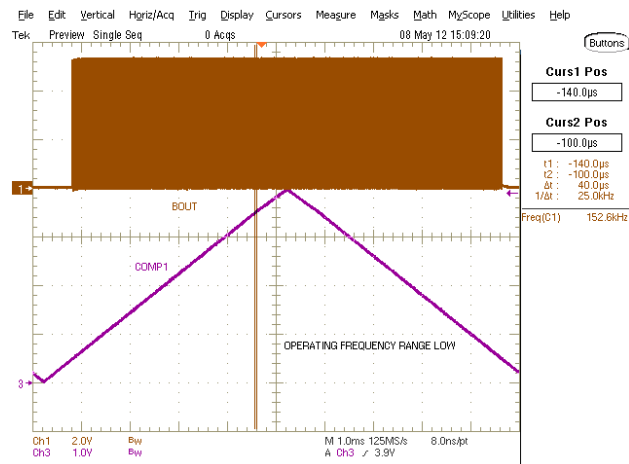 File Edit Vertical Horiz/Acq Trig Display Cursors Measure Masks Math MyScope Utilities Help
Tek Preview Single Seq 0 Acqs 08 May 12 15:09:20
Buttons
Curs1 Pos
-140.0µs
Curs2 Pos
-100.0µs
t1 : -140.0µs
t2 : -100.0µs
Δt : 40.0µs
1/Δt : 25.0kHz
Freq(C1) 152.6kHz
1
BOUT
COMP1
OPERATING FREQUENCY RANGE LOW
3
Ch1 2.0V Bw M 1.0ms 125MS/s 8.0ns/pt
Ch3 1.0V Bw A Ch3 / 3.9V